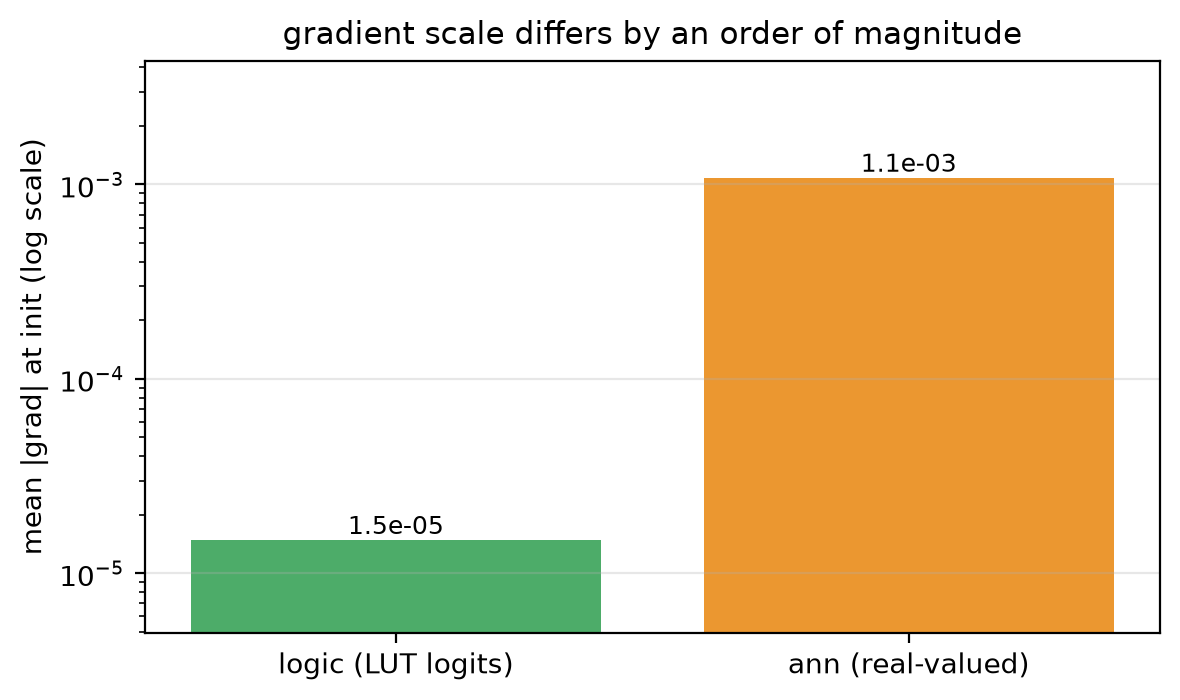 gradient scale differs by an order of magnitude
mean |grad| at init (log scale)
10⁻³
10⁻⁴
10⁻⁵
1.5e-05
1.1e-03
logic (LUT logits)
ann (real-valued)